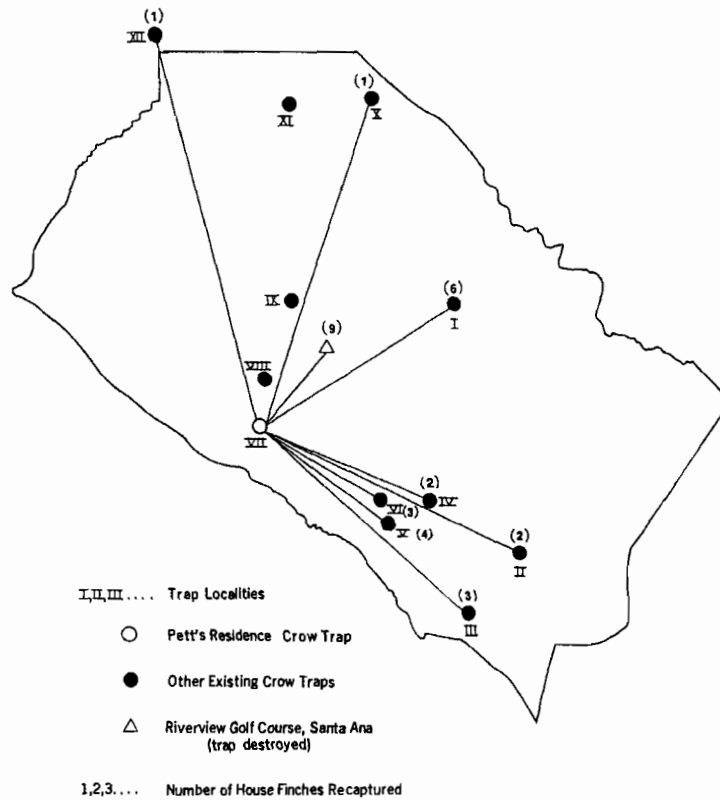 (1)
XII
(1)
X
XI
(6)
I
IX
(9)
VIII
VII
(2)
IV
VI (3)
V (4)
(2)
II
(3)
III
I,II,III.... Trap Localities
Pett's Residence Crow Trap
Other Existing Crow Traps
Riverview Golf Course, Santa Ana
(trap destroyed)
1,2,3.... Number of House Finches Recaptured